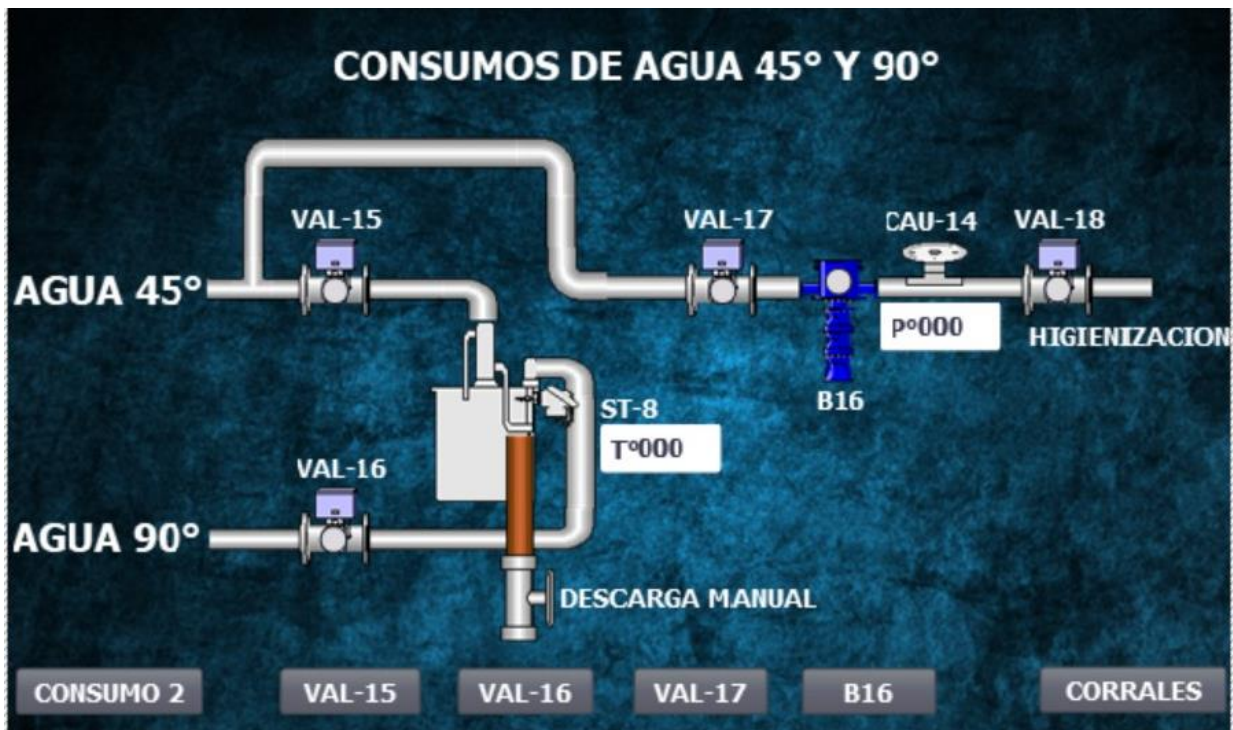 CONSUMOS DE AGUA 45° Y 90°
VAL-15
VAL-17
CAU-14
VAL-18
AGUA 45°
P°000
HIGIENIZACION
B16
ST-8
T°000
VAL-16
AGUA 90°
DESCARGA MANUAL
CONSUMO 2
VAL-15
VAL-16
VAL-17
B16
CORRALES